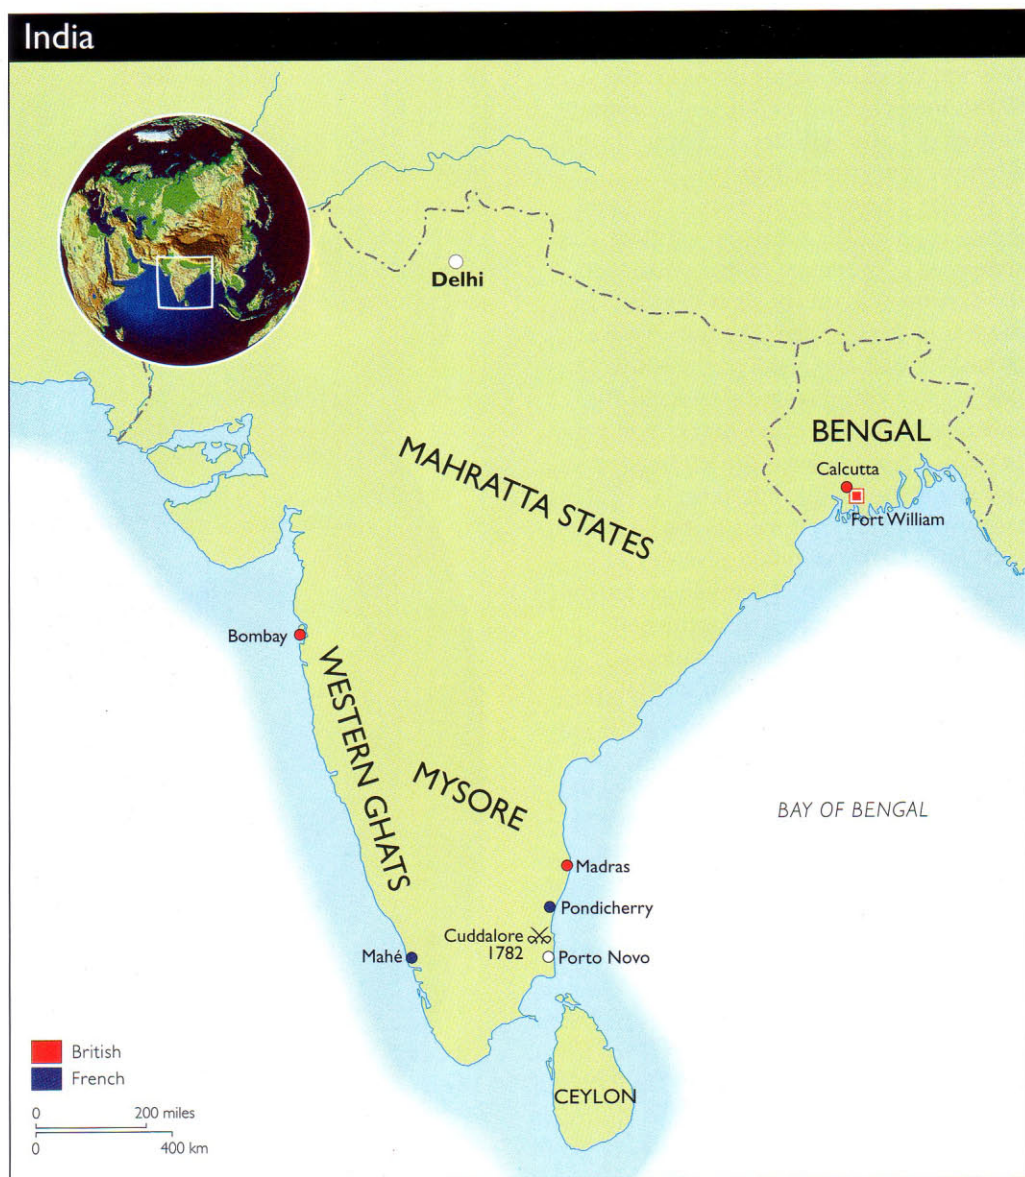 India
Delhi
MAHRATTA STATES
BENGAL
Calcutta
Fort William
Bombay
WESTERN GHATS
MYSORE
BAY OF BENGAL
Madras
Pondicherry
Cuddalore
1782
Mahé
Porto Novo
CEYLON
British
French
0 200 miles
0 400 km